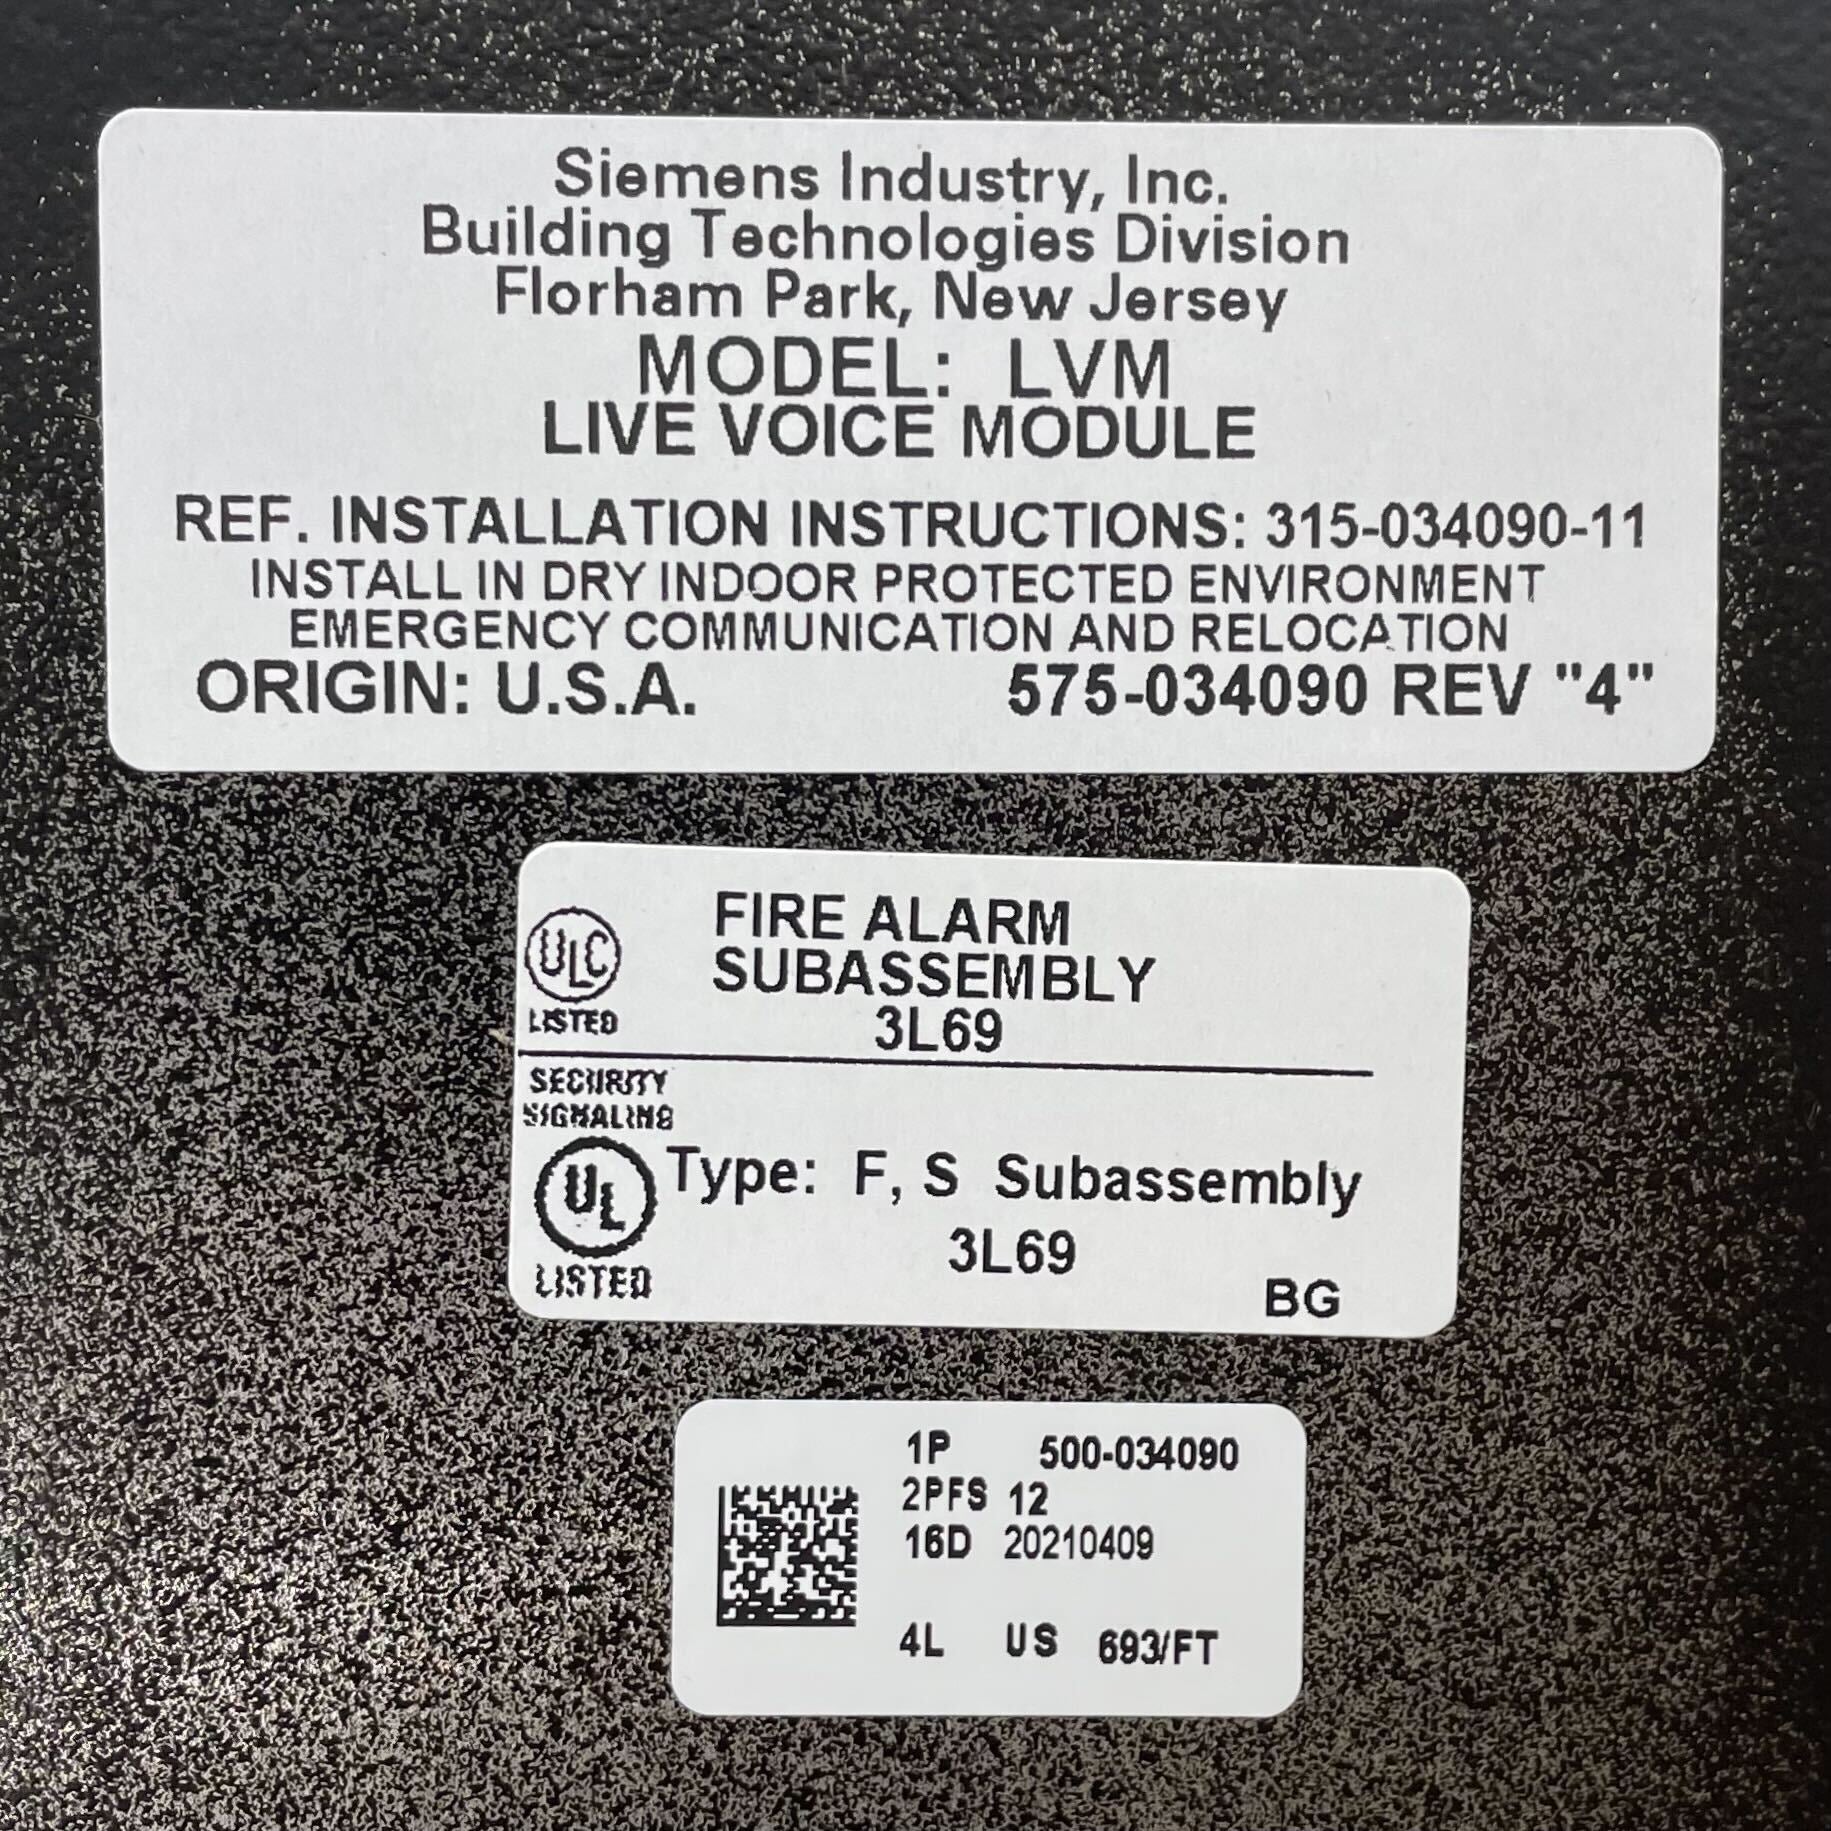 Siemens Industry, Inc.
Building Technologies Division
Florham Park, New Jersey
MODEL: LVM
LIVE VOICE MODULE
REF. INSTALLATION INSTRUCTIONS: 315-034090-11
INSTALL IN DRY INDOOR PROTECTED ENVIRONMENT
EMERGENCY COMMUNICATION AND RELOCATION
ORIGIN: U.S.A. 575-034090 REV "4"
ULC
LISTED
FIRE ALARM
SUBASSEMBLY
3L69
SECURITY
SIGNALING
UL
LISTED
Type: F, S Subassembly
3L69
BG
1P 500-034090
2PFS 12
16D 20210409
4L US 693/FT